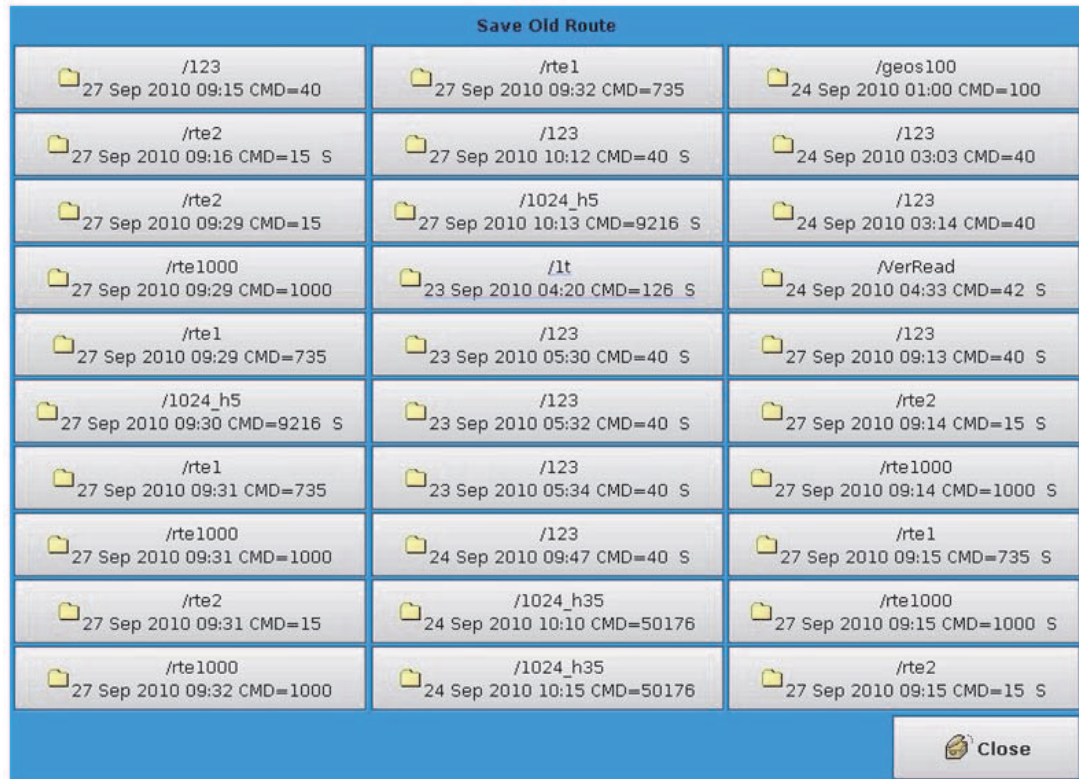 Save Old Route
/123
27 Sep 2010 09:15 CMD=40
/rte1
27 Sep 2010 09:32 CMD=735
/geos100
24 Sep 2010 01:00 CMD=100
/rte2
27 Sep 2010 09:16 CMD=15 S
/123
27 Sep 2010 10:12 CMD=40 S
/123
24 Sep 2010 03:03 CMD=40
/rte2
27 Sep 2010 09:29 CMD=15
/1024_h5
27 Sep 2010 10:13 CMD=9216 S
/123
24 Sep 2010 03:14 CMD=40
/rte1000
27 Sep 2010 09:29 CMD=1000
/1t
23 Sep 2010 04:20 CMD=126 S
/VerRead
24 Sep 2010 04:33 CMD=42 S
/rte1
27 Sep 2010 09:29 CMD=735
/123
23 Sep 2010 05:30 CMD=40 S
/123
27 Sep 2010 09:13 CMD=40 S
/1024_h5
27 Sep 2010 09:30 CMD=9216 S
/123
23 Sep 2010 05:32 CMD=40 S
/rte2
27 Sep 2010 09:14 CMD=15 S
/rte1
27 Sep 2010 09:31 CMD=735
/123
23 Sep 2010 05:34 CMD=40 S
/rte1000
27 Sep 2010 09:14 CMD=1000 S
/rte1000
27 Sep 2010 09:31 CMD=1000
/123
24 Sep 2010 09:47 CMD=40 S
/rte1
27 Sep 2010 09:15 CMD=735 S
/rte2
27 Sep 2010 09:31 CMD=15
/1024_h35
24 Sep 2010 10:10 CMD=50176
/rte1000
27 Sep 2010 09:15 CMD=1000 S
/rte1000
27 Sep 2010 09:32 CMD=1000
/1024_h35
24 Sep 2010 10:15 CMD=50176
/rte2
27 Sep 2010 09:15 CMD=15 S
Close